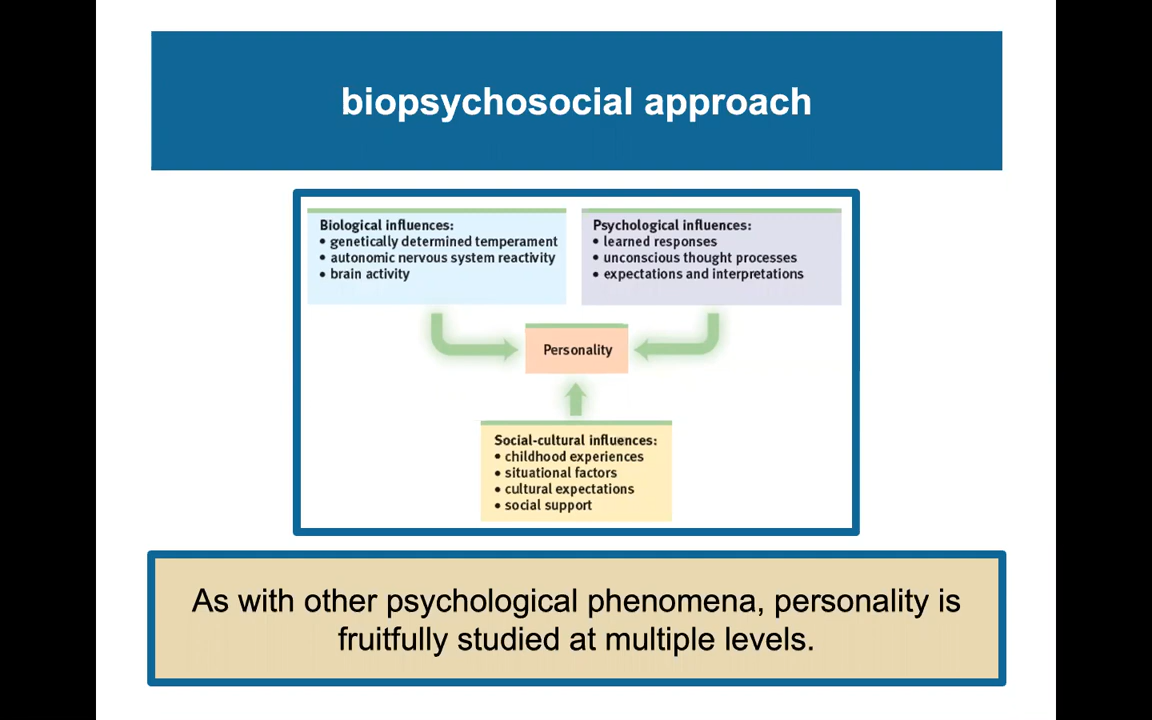 biopsychosocial approach
Biological influences:
• genetically determined temperament
• autonomic nervous system reactivity
• brain activity
Psychological influences:
• learned responses
• unconscious thought processes
• expectations and interpretations
Personality
Social-cultural influences:
• childhood experiences
• situational factors
• cultural expectations
• social support
As with other psychological phenomena, personality is
fruitfully studied at multiple levels.